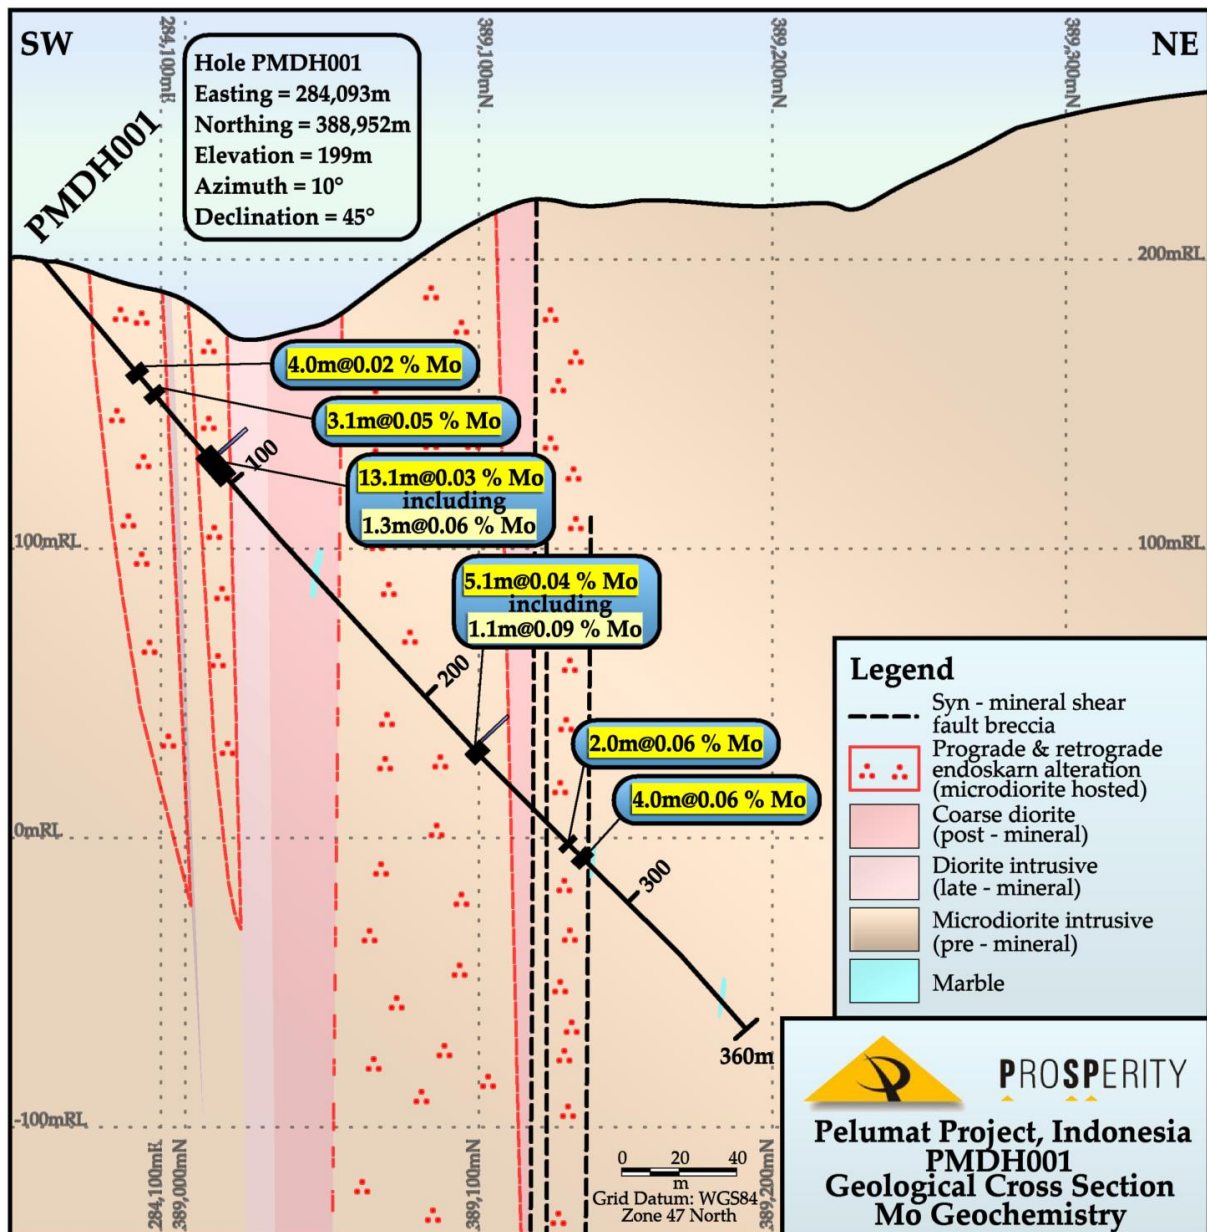 SW
284,100mE
389,100mN
389,200mN
389,300mN
NE
Hole PMDH001
Easting = 284,093m
Northing = 388,952m
Elevation = 199m
Azimuth = 10°
Declination = 45°
PMDH001
200mRL
4.0m@0.02 % Mo
3.1m@0.05 % Mo
100
13.1m@0.03 % Mo
including
1.3m@0.06 % Mo
100mRL
100mRL
5.1m@0.04 % Mo
including
1.1m@0.09 % Mo
200
2.0m@0.06 % Mo
4.0m@0.06 % Mo
0mRL
300
360m
-100mRL
Legend
Syn - mineral shear
fault breccia
Prograde & retrograde
endoskarn alteration
(microdiorite hosted)
Coarse diorite
(post - mineral)
Diorite intrusive
(late - mineral)
Microdiorite intrusive
(pre - mineral)
Marble
284,100mE
389,000mN
389,100mN
389,200mN
0 20 40
m
Grid Datum: WGS84
Zone 47 North
PROSPERITY
Pelumat Project, Indonesia
PMDH001
Geological Cross Section
Mo Geochemistry